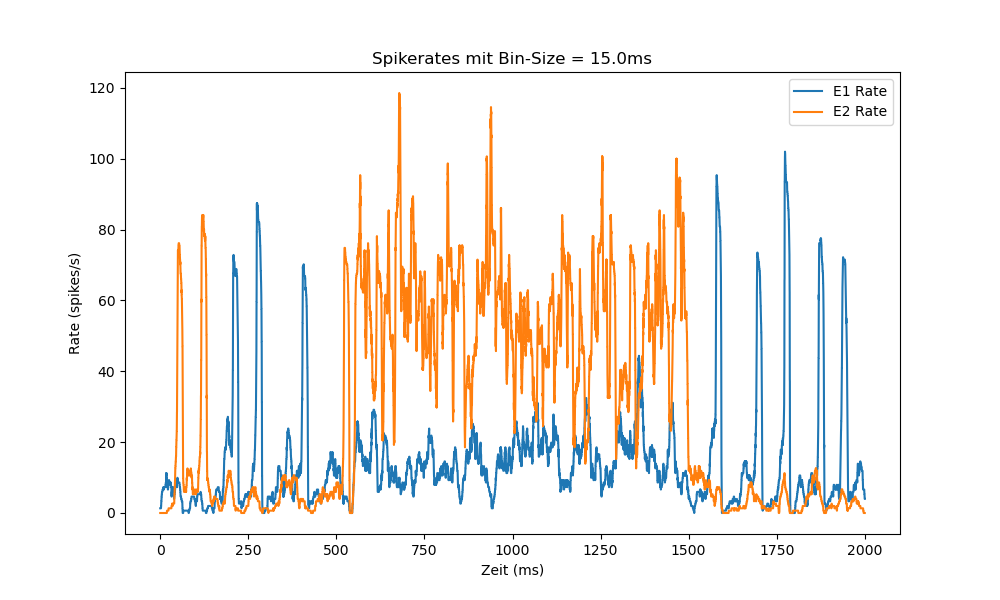 Spikerates mit Bin-Size = 15.0ms
E1 Rate
E2 Rate
Rate (spikes/s)
120
100
80
60
40
20
0
0 250 500 750 1000 1250 1500 1750 2000
Zeit (ms)